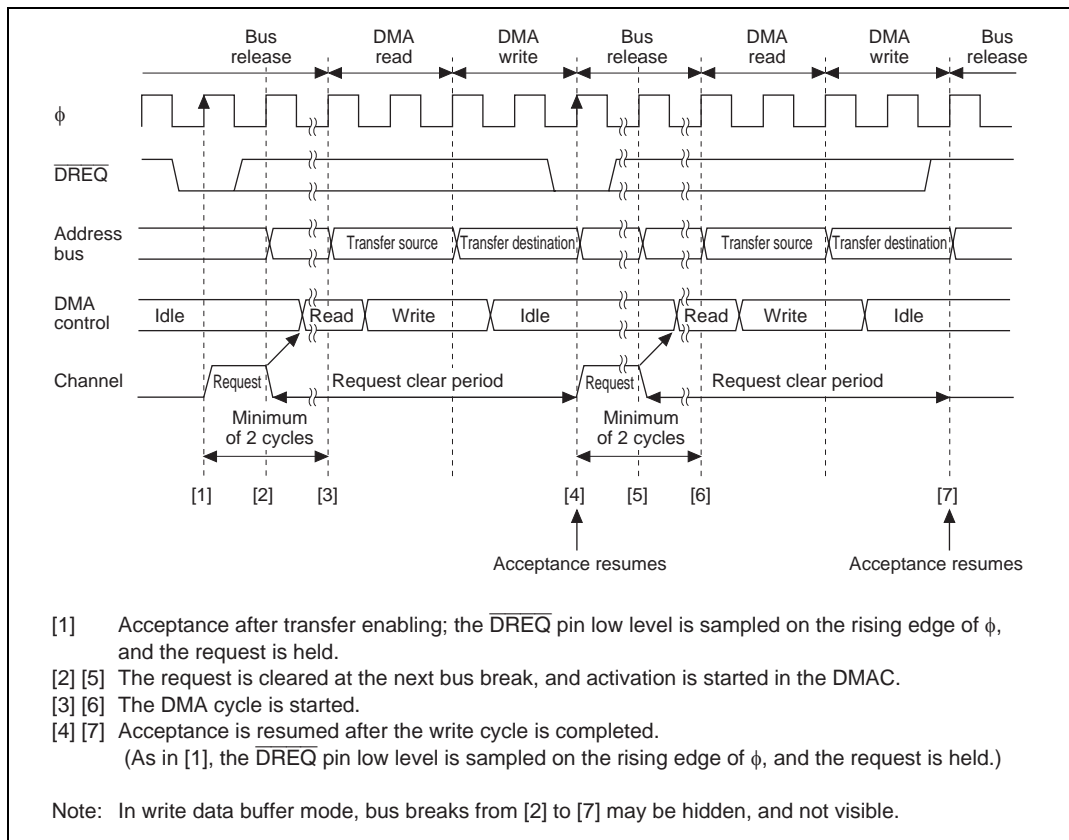 Bus release DMA read DMA write Bus release DMA read DMA write Bus release
φ
DREQ
Address bus Transfer source Transfer destination Transfer source Transfer destination
DMA control Idle Read Write Idle Read Write Idle
Channel Request Request clear period Request Request clear period
Minimum of 2 cycles Minimum of 2 cycles
[1] [2] [3] [4] [5] [6] [7]
Acceptance resumes Acceptance resumes
[1] Acceptance after transfer enabling; the DREQ pin low level is sampled on the rising edge of φ,
and the request is held.
[2] [5] The request is cleared at the next bus break, and activation is started in the DMAC.
[3] [6] The DMA cycle is started.
[4] [7] Acceptance is resumed after the write cycle is completed.
(As in [1], the DREQ pin low level is sampled on the rising edge of φ, and the request is held.)
Note: In write data buffer mode, bus breaks from [2] to [7] may be hidden, and not visible.